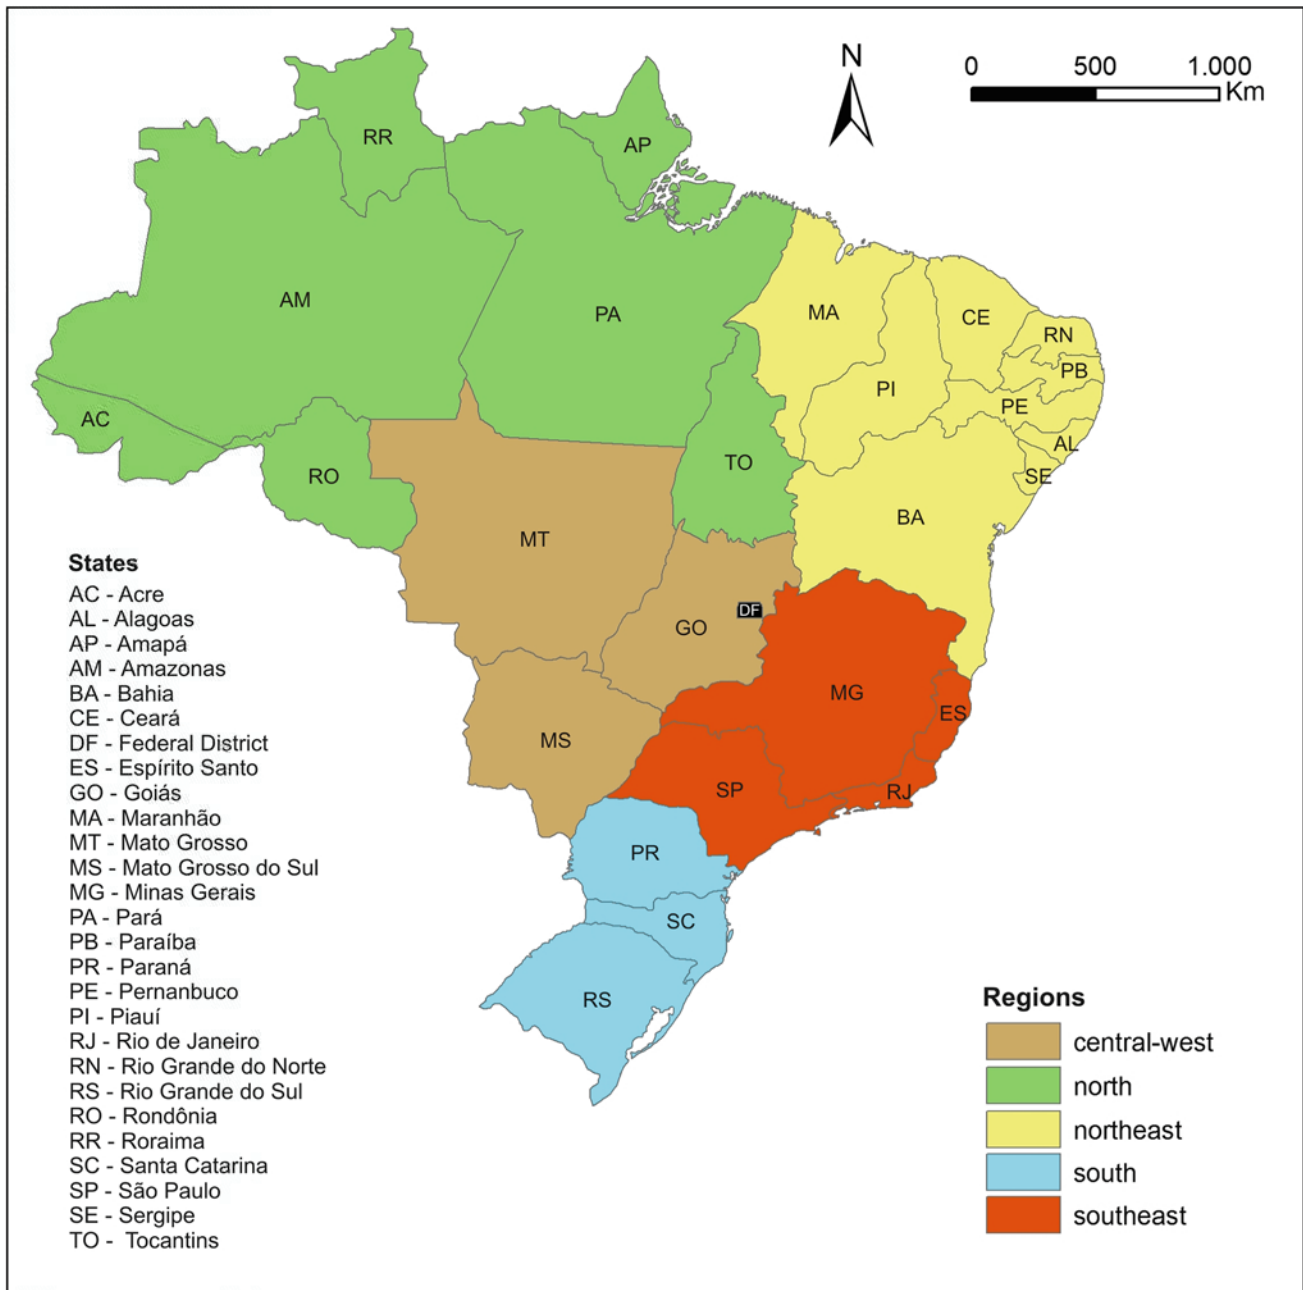 N
0 500 1.000
Km
RR
AP
AM
PA
MA
CE
RN
PB
PI
PE
AC
AL
TO
RO
SE
BA
MT
DF
GO
MG
ES
MS
SP
RJ
PR
SC
RS
States
AC - Acre
AL - Alagoas
AP - Amapá
AM - Amazonas
BA - Bahia
CE - Ceará
DF - Federal District
ES - Espírito Santo
GO - Goiás
MA - Maranhão
MT - Mato Grosso
MS - Mato Grosso do Sul
MG - Minas Gerais
PA - Pará
PB - Paraíba
PR - Paraná
PE - Pernanbuco
PI - Piauí
RJ - Rio de Janeiro
RN - Rio Grande do Norte
RS - Rio Grande do Sul
RO - Rondônia
RR - Roraima
SC - Santa Catarina
SP - São Paulo
SE - Sergipe
TO -  Tocantins
Regions
central-west
north
northeast
south
southeast